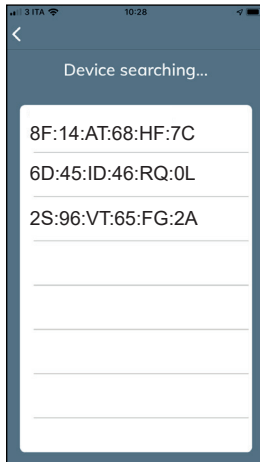 3 ITA 10:28
Device searching...
8F:14:AT:68:HF:7C
6D:45:ID:46:RQ:0L
2S:96:VT:65:FG:2A